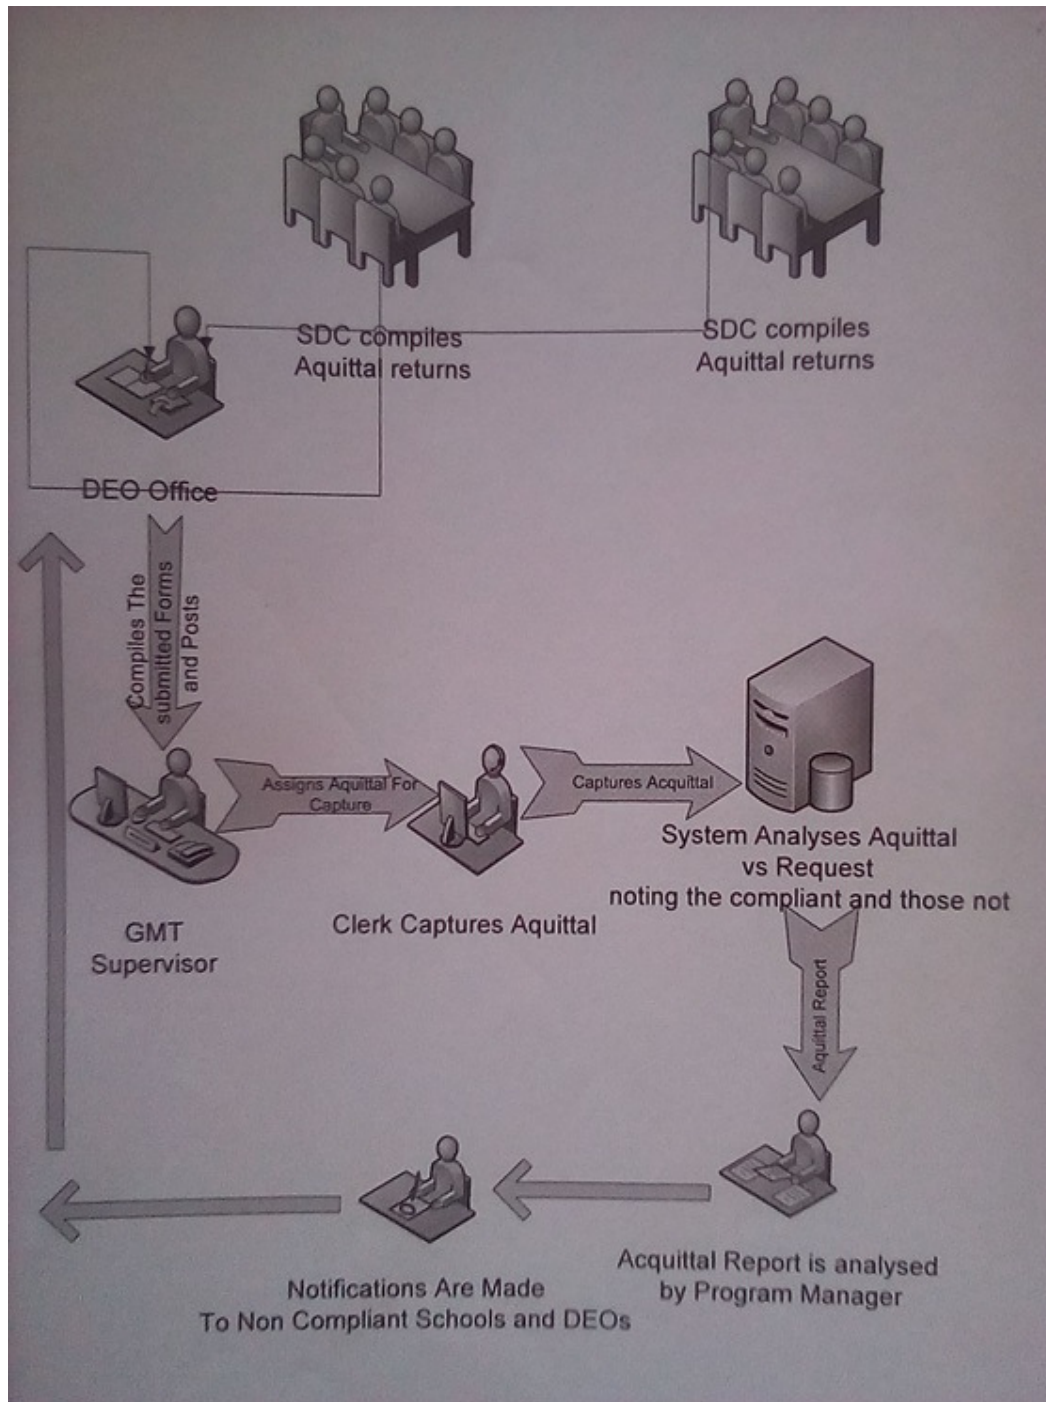 SDC compiles
Aquittal returns
SDC compiles
Aquittal returns
DEO Office
Compiles The
submitted Forms
and Posts
Assigns Aquittal For
Capture
Captures Acquittal
System Analyses Aquittal
vs Request
noting the compliant and those not
GMT
Supervisor
Clerk Captures Aquittal
Aquittal Report
Acquittal Report is analysed
by Program Manager
Notifications Are Made
To Non Compliant Schools and DEOs